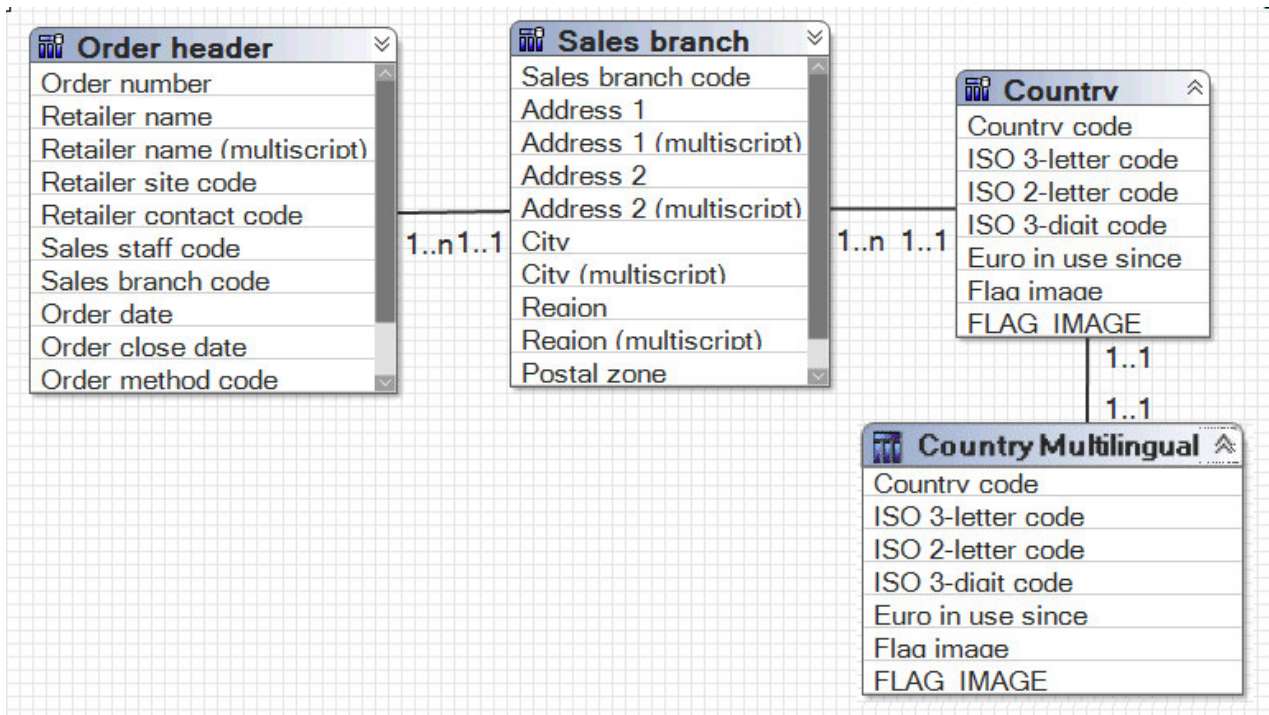 Order header
Order number
Retailer name
Retailer name (multiscript)
Retailer site code
Retailer contact code
Sales staff code
Sales branch code
Order date
Order close date
Order method code
1..n 1..1
Sales branch
Sales branch code
Address 1
Address 1 (multiscript)
Address 2
Address 2 (multiscript)
City
City (multiscript)
Region
Region (multiscript)
Postal zone
1..n 1..1
Country
Country code
ISO 3-letter code
ISO 2-letter code
ISO 3-digit code
Euro in use since
Flag image
FLAG_IMAGE
1..1
1..1
Country Multilingual
Country code
ISO 3-letter code
ISO 2-letter code
ISO 3-digit code
Euro in use since
Flag image
FLAG_IMAGE